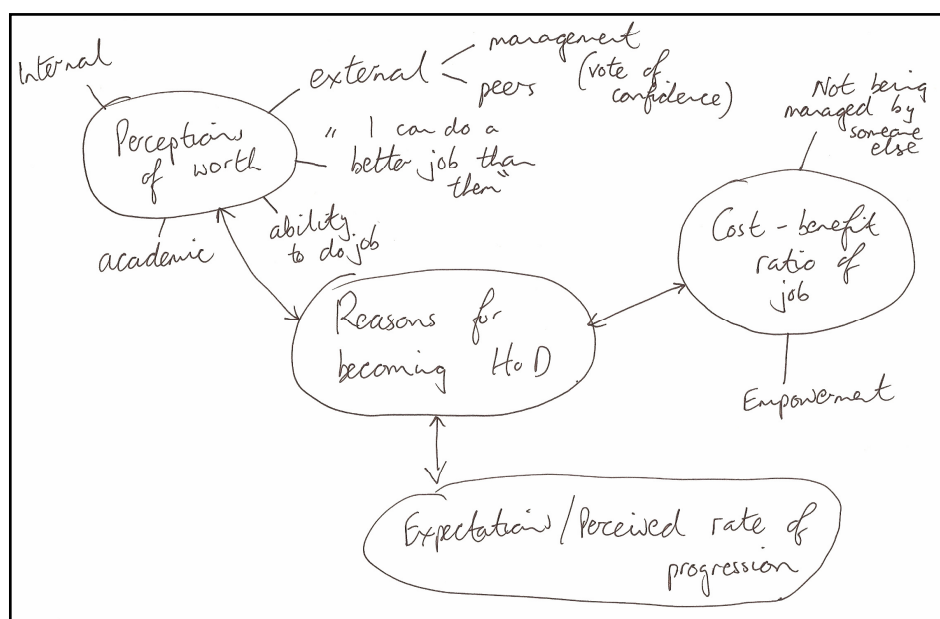 Internal
external
management
peers
(vote of
confidence)
Perceptions
of worth
" I can do a
better job than
them"
academic
ability
to do job
Not being
managed by
someone
else
Cost - benefit
ratio of
job
Empowerment
Reasons for
becoming HoD
Expectations/Perceived rate of
progression